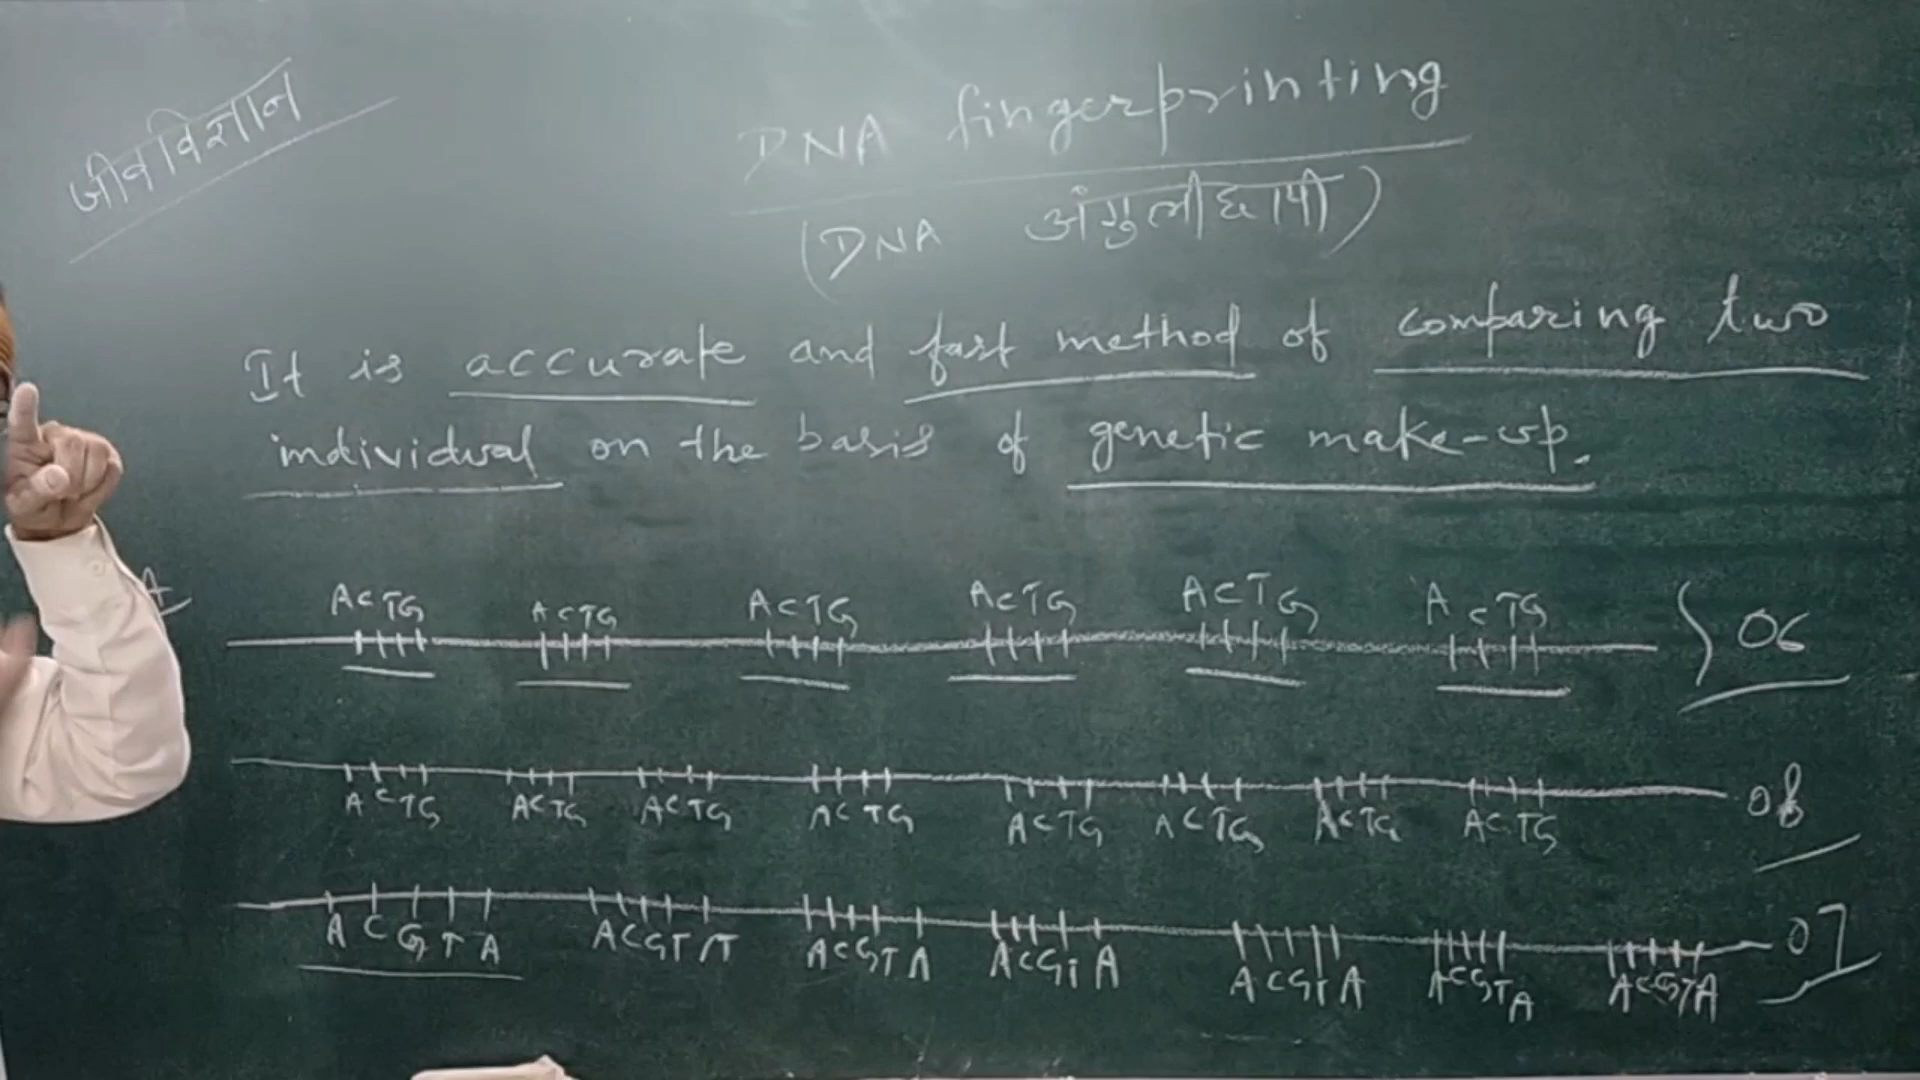 जीव विज्ञान
DNA fingerprinting
(DNA अंगुलीछापी)
It is accurate and fast method of comparing two
individual on the basis of genetic make-up.
A
ACTG ACTG ACTG ACTG ACTG ACTG 06
ACTG ACTG ACTG ACTG ACTG ACTG ACTG ACTG 08
ACGTA ACGTA ACGTA ACGTA ACGTA ACGTA ACGTA 07